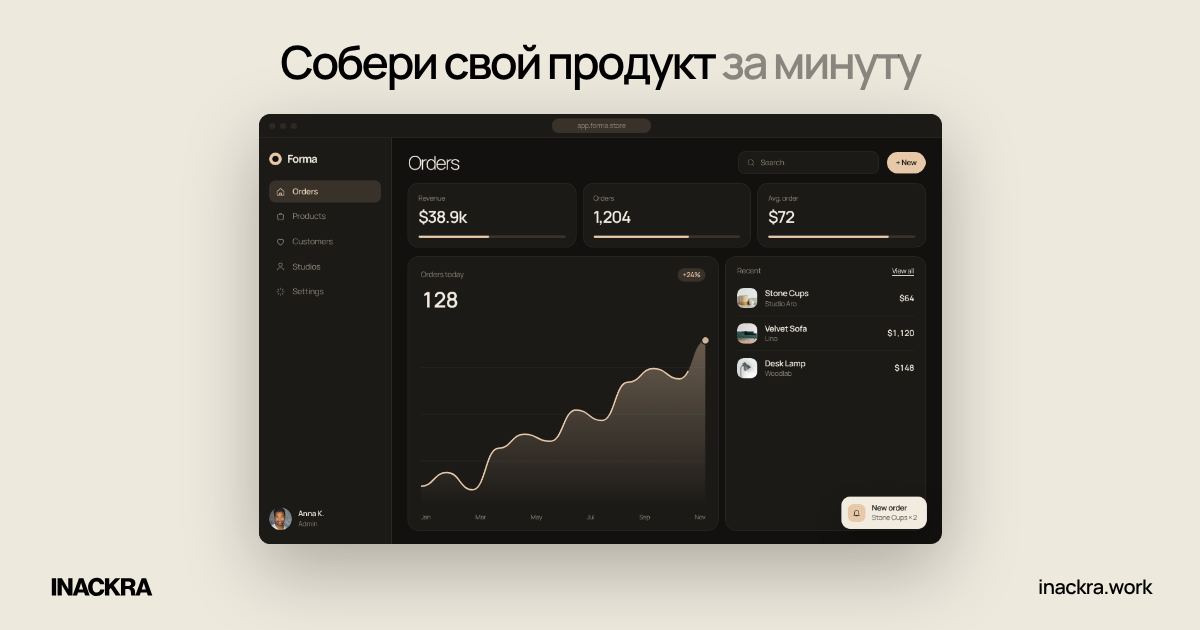 Собери свой продукт за минуту
app.forma.store
Forma
Orders
Products
Customers
Studios
Settings
Anna K.
Admin
Orders
Search
+ New
Revenue
$38.9k
Orders
1,204
Avg. order
$72
Orders today
+24%
128
Jan Mar May Jul Sep Nov
Recent View all
Stone Cups
Studio Aro
$64
Velvet Sofa
Lino
$1,120
Desk Lamp
Woodlab
$148
New order
Stone Cups × 2
INACKRA
inackra.work